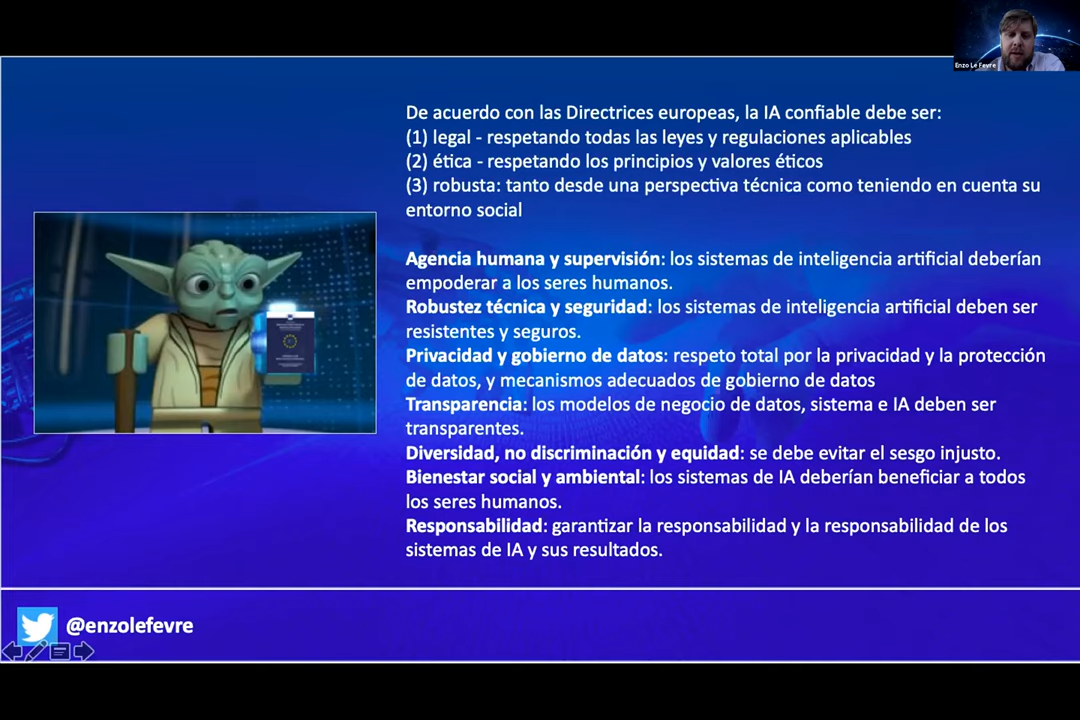 Enzo Le Fevre
De acuerdo con las Directrices europeas, la IA confiable debe ser:
(1) legal - respetando todas las leyes y regulaciones aplicables
(2) ética - respetando los principios y valores éticos
(3) robusta: tanto desde una perspectiva técnica como teniendo en cuenta su
entorno social
Agencia humana y supervisión: los sistemas de inteligencia artificial deberían
empoderar a los seres humanos.
Robustez técnica y seguridad: los sistemas de inteligencia artificial deben ser
resistentes y seguros.
Privacidad y gobierno de datos: respeto total por la privacidad y la protección
de datos, y mecanismos adecuados de gobierno de datos
Transparencia: los modelos de negocio de datos, sistema e IA deben ser
transparentes.
Diversidad, no discriminación y equidad: se debe evitar el sesgo injusto.
Bienestar social y ambiental: los sistemas de IA deberían beneficiar a todos
los seres humanos.
Responsabilidad: garantizar la responsabilidad y la responsabilidad de los
sistemas de IA y sus resultados.
@enzolefevre